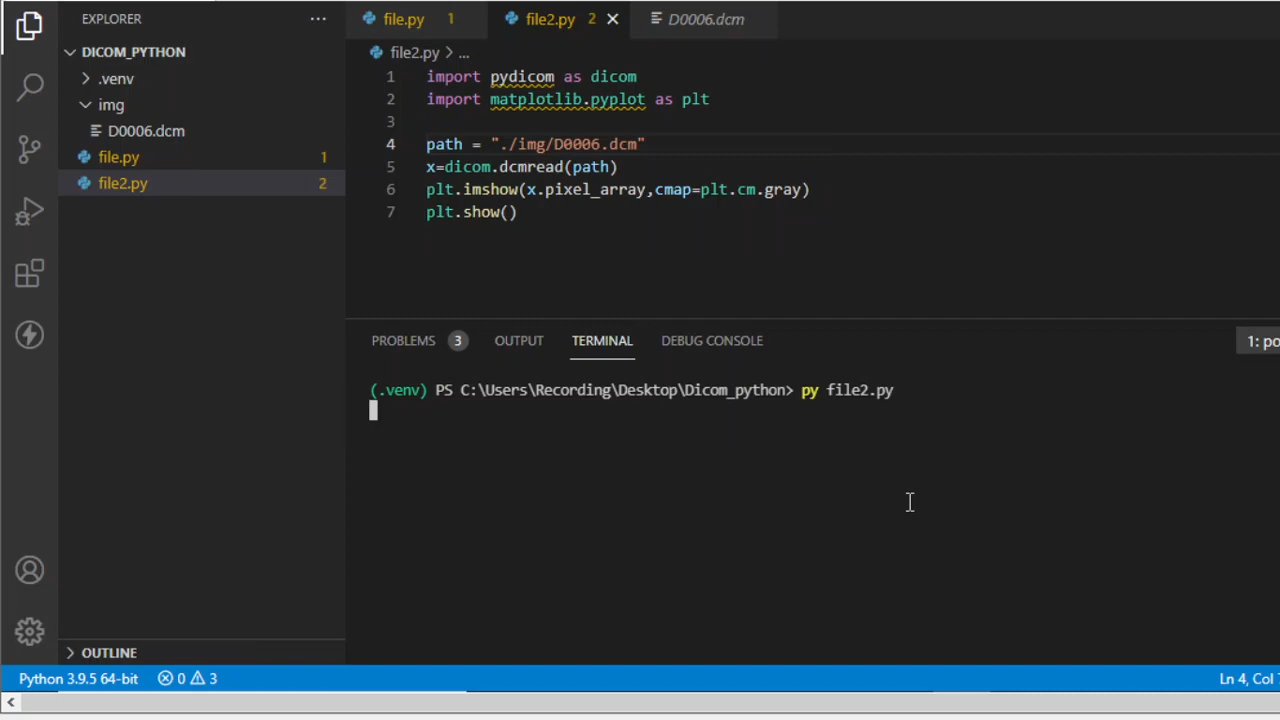 EXPLORER
DICOM_PYTHON
.venv
img
D0006.dcm
file.py 1
file2.py 2
OUTLINE
file.py 1
file2.py 2
D0006.dcm
file2.py > ...
1 import pydicom as dicom
2 import matplotlib.pyplot as plt
3
4 path = "./img/D0006.dcm"
5 x=dicom.dcmread(path)
6 plt.imshow(x.pixel_array,cmap=plt.cm.gray)
7 plt.show()
PROBLEMS 3 OUTPUT TERMINAL DEBUG CONSOLE 1: po
(.venv) PS C:\Users\Recording\Desktop\Dicom_python> py file2.py
Python 3.9.5 64-bit 0 3 Ln 4, Col